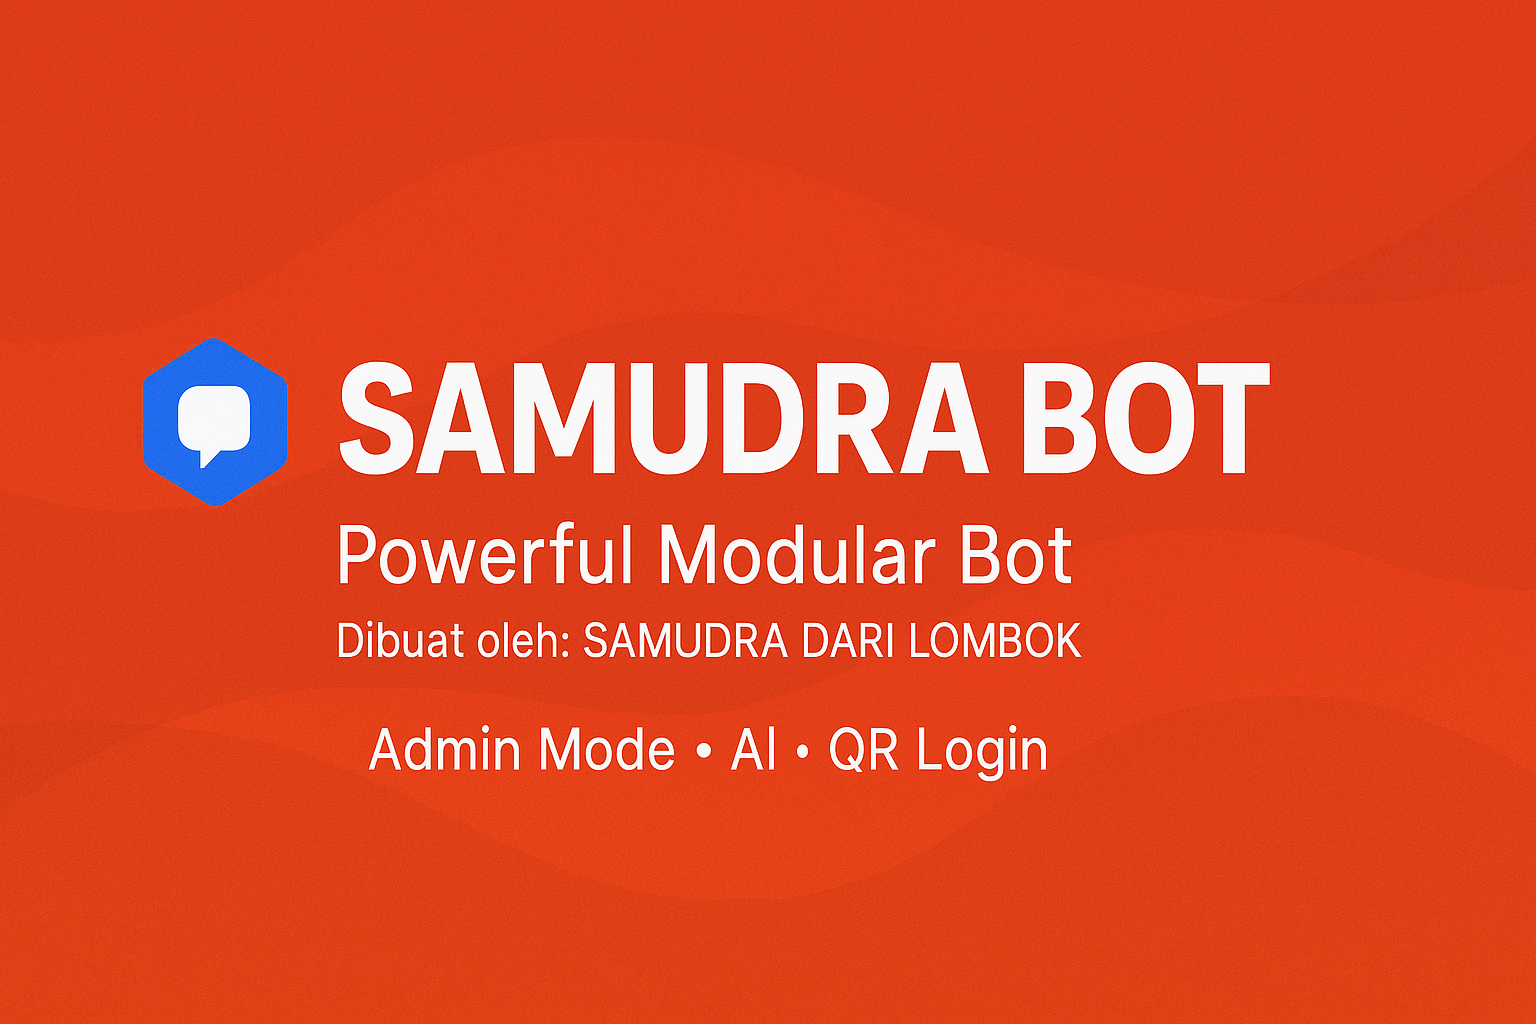 SAMUDRA BOT
Powerful Modular Bot
Dibuat oleh: SAMUDRA DARI LOMBOK
Admin Mode • AI • QR Login